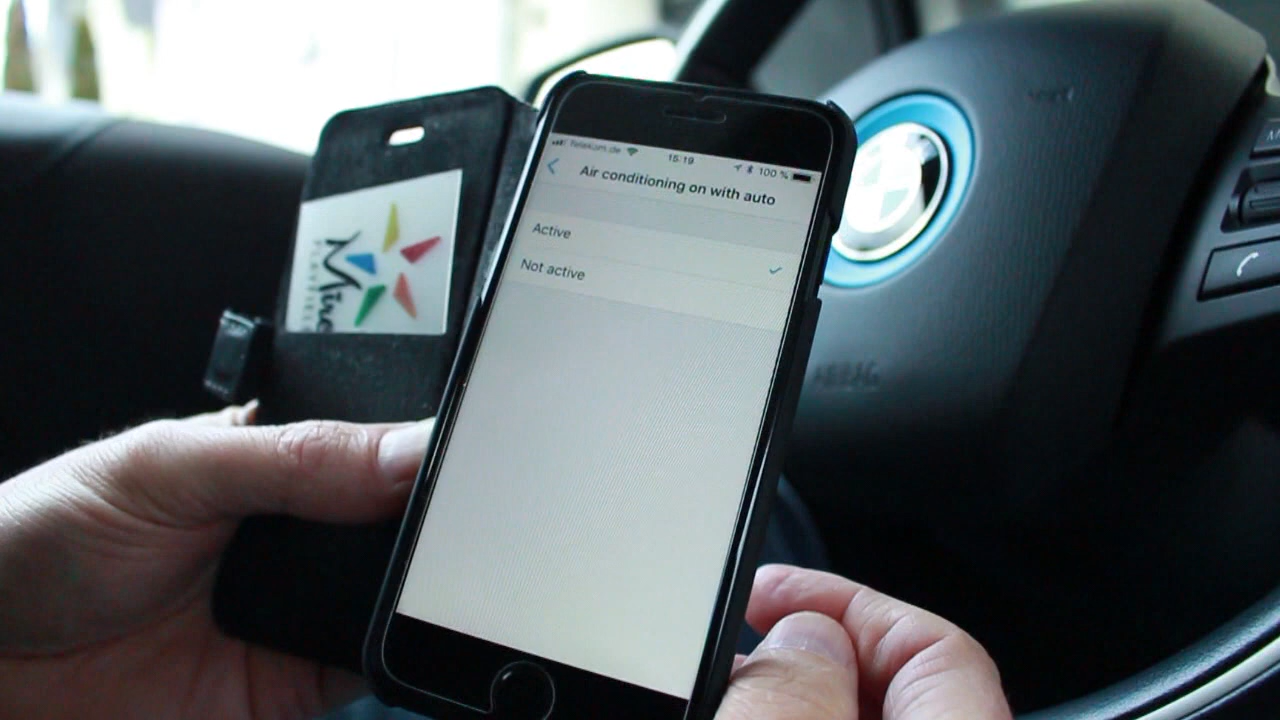 Telekom.de 15:19 100 %
Air conditioning on with auto
Active
Not active